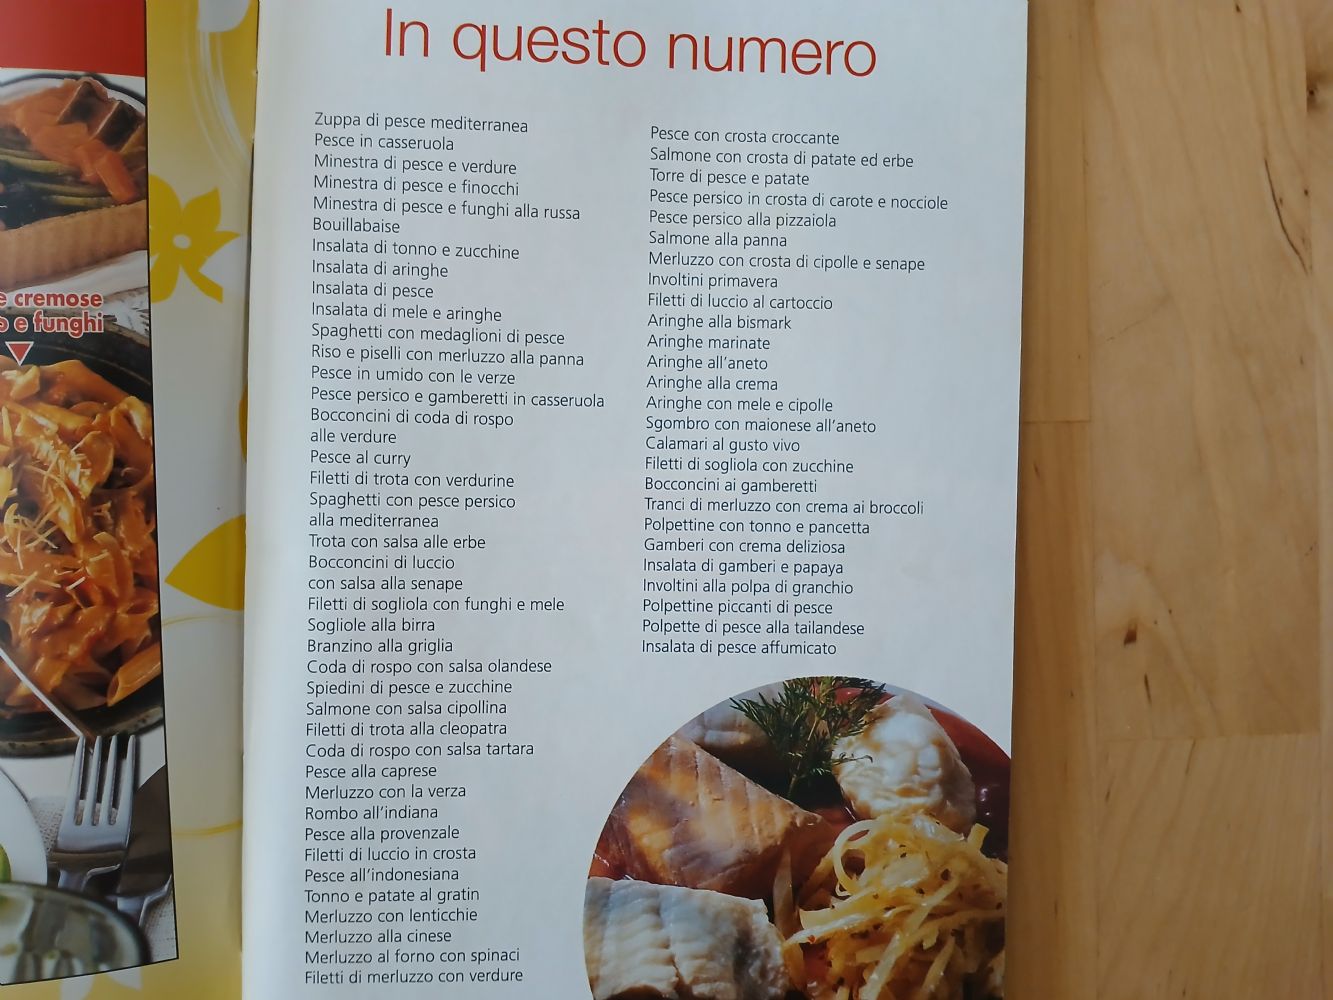 In questo numero
Zuppa di pesce mediterranea
Pesce in casseruola
Minestra di pesce e verdure
Minestra di pesce e finocchi
Minestra di pesce e funghi alla russa
Bouillabaise
Insalata di tonno e zucchine
Insalata di aringhe
Insalata di pesce
Insalata di mele e aringhe
Spaghetti con medaglioni di pesce
Riso e piselli con merluzzo alla panna
Pesce in umido con le verze
Pesce persico e gamberetti in casseruola
Bocconcini di coda di rospo
alle verdure
Pesce al curry
Filetti di trota con verdurine
Spaghetti con pesce persico
alla mediterranea
Trota con salsa alle erbe
Bocconcini di luccio
con salsa alla senape
Filetti di sogliola con funghi e mele
Sogliole alla birra
Branzino alla griglia
Coda di rospo con salsa olandese
Spiedini di pesce e zucchine
Salmone con salsa cipollina
Filetti di trota alla cleopatra
Coda di rospo con salsa tartara
Pesce alla caprese
Merluzzo con la verza
Rombo all'indiana
Pesce alla provenzale
Filetti di luccio in crosta
Pesce all'indonesiana
Tonno e patate al gratin
Merluzzo con lenticchie
Merluzzo alla cinese
Merluzzo al forno con spinaci
Filetti di merluzzo con verdure
Pesce con crosta croccante
Salmone con crosta di patate ed erbe
Torre di pesce e patate
Pesce persico in crosta di carote e nocciole
Pesce persico alla pizzaiola
Salmone alla panna
Merluzzo con crosta di cipolle e senape
Involtini primavera
Filetti di luccio al cartoccio
Aringhe alla bismark
Aringhe marinate
Aringhe all'aneto
Aringhe alla crema
Aringhe con mele e cipolle
Sgombro con maionese all'aneto
Calamari al gusto vivo
Filetti di sogliola con zucchine
Bocconcini ai gamberetti
Tranci di merluzzo con crema ai broccoli
Polpettine con tonno e pancetta
Gamberi con crema deliziosa
Insalata di gamberi e papaya
Involtini alla polpa di granchio
Polpettine piccanti di pesce
Polpette di pesce alla tailandese
Insalata di pesce affumicato
cremose
e funghi